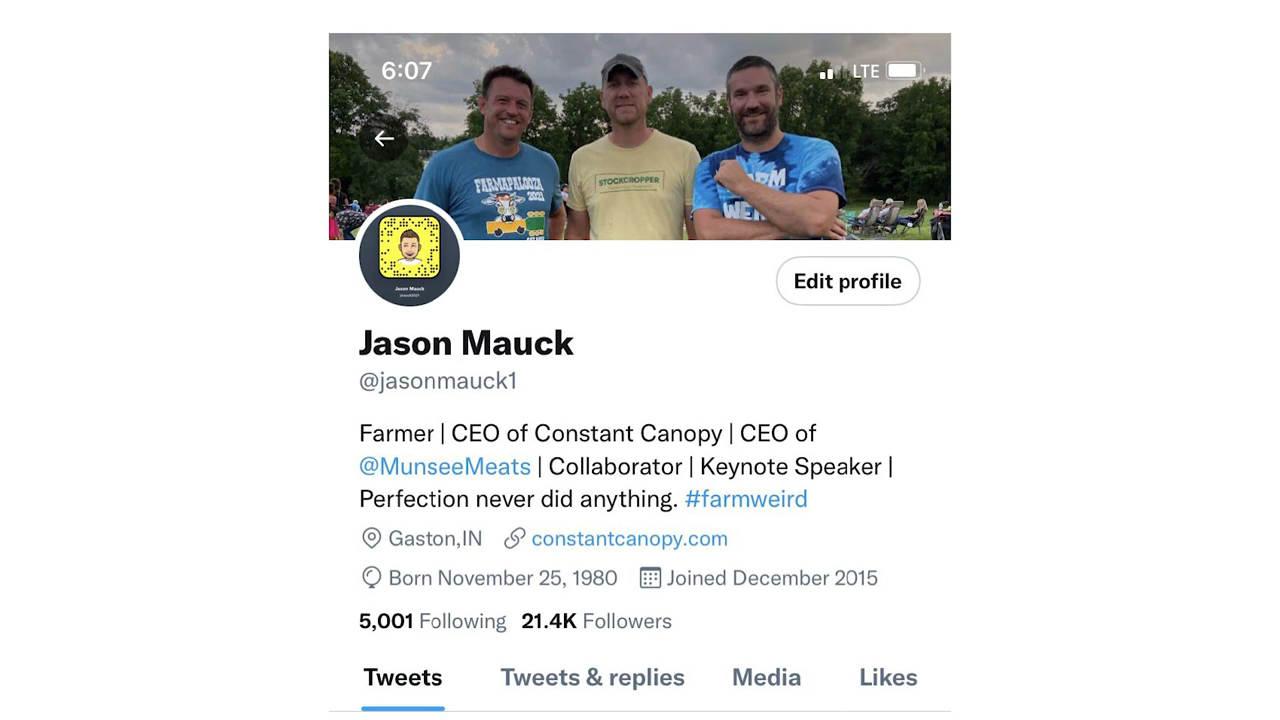 6:07
LTE
FARMAPALOOZA
2021
STOCKCROPPER
Jason Mauck
Edit profile
Jason Mauck
@jasonmauck1
Farmer | CEO of Constant Canopy | CEO of
@MunseeMeats | Collaborator | Keynote Speaker |
Perfection never did anything. #farmweird
Gaston,IN constantcanopy.com
Born November 25, 1980 Joined December 2015
5,001 Following 21.4K Followers
Tweets Tweets & replies Media Likes